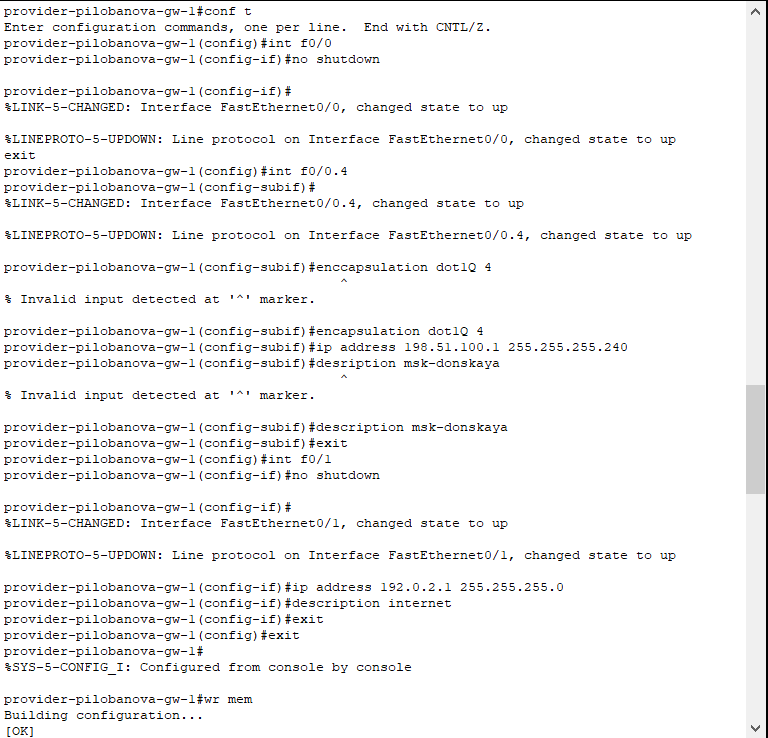 provider-pilobanova-gw-1#conf t
Enter configuration commands, one per line.  End with CNTL/Z.
provider-pilobanova-gw-1(config)#int f0/0
provider-pilobanova-gw-1(config-if)#no shutdown
provider-pilobanova-gw-1(config-if)#
%LINK-5-CHANGED: Interface FastEthernet0/0, changed state to up
%LINEPROTO-5-UPDOWN: Line protocol on Interface FastEthernet0/0, changed state to up
exit
provider-pilobanova-gw-1(config)#int f0/0.4
provider-pilobanova-gw-1(config-subif)#
%LINK-5-CHANGED: Interface FastEthernet0/0.4, changed state to up
%LINEPROTO-5-UPDOWN: Line protocol on Interface FastEthernet0/0.4, changed state to up
provider-pilobanova-gw-1(config-subif)#enccapsulation dot1Q 4
^
% Invalid input detected at '^' marker.
provider-pilobanova-gw-1(config-subif)#encapsulation dot1Q 4
provider-pilobanova-gw-1(config-subif)#ip address 198.51.100.1 255.255.255.240
provider-pilobanova-gw-1(config-subif)#desription msk-donskaya
^
% Invalid input detected at '^' marker.
provider-pilobanova-gw-1(config-subif)#description msk-donskaya
provider-pilobanova-gw-1(config-subif)#exit
provider-pilobanova-gw-1(config)#int f0/1
provider-pilobanova-gw-1(config-if)#no shutdown
provider-pilobanova-gw-1(config-if)#
%LINK-5-CHANGED: Interface FastEthernet0/1, changed state to up
%LINEPROTO-5-UPDOWN: Line protocol on Interface FastEthernet0/1, changed state to up
provider-pilobanova-gw-1(config-if)#ip address 192.0.2.1 255.255.255.0
provider-pilobanova-gw-1(config-if)#description internet
provider-pilobanova-gw-1(config-if)#exit
provider-pilobanova-gw-1(config)#exit
provider-pilobanova-gw-1#
%SYS-5-CONFIG_I: Configured from console by console
provider-pilobanova-gw-1#wr mem
Building configuration...
[OK]